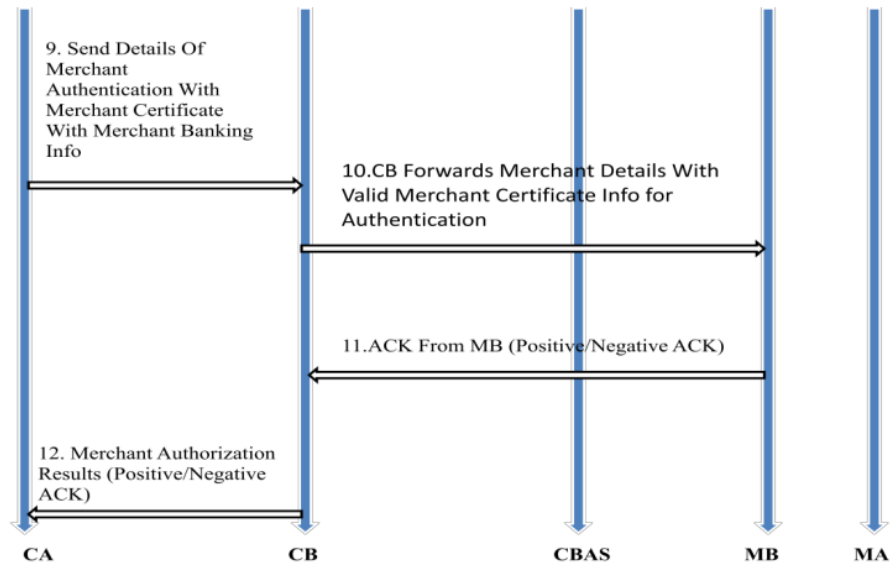 9. Send Details Of
Merchant
Authentication With
Merchant Certificate
With Merchant Banking
Info
10.CB Forwards Merchant Details With
Valid Merchant Certificate Info for
Authentication
11.ACK From MB (Positive/Negative ACK)
12. Merchant Authorization
Results (Positive/Negative
ACK)
CA CB CBAS MB MA